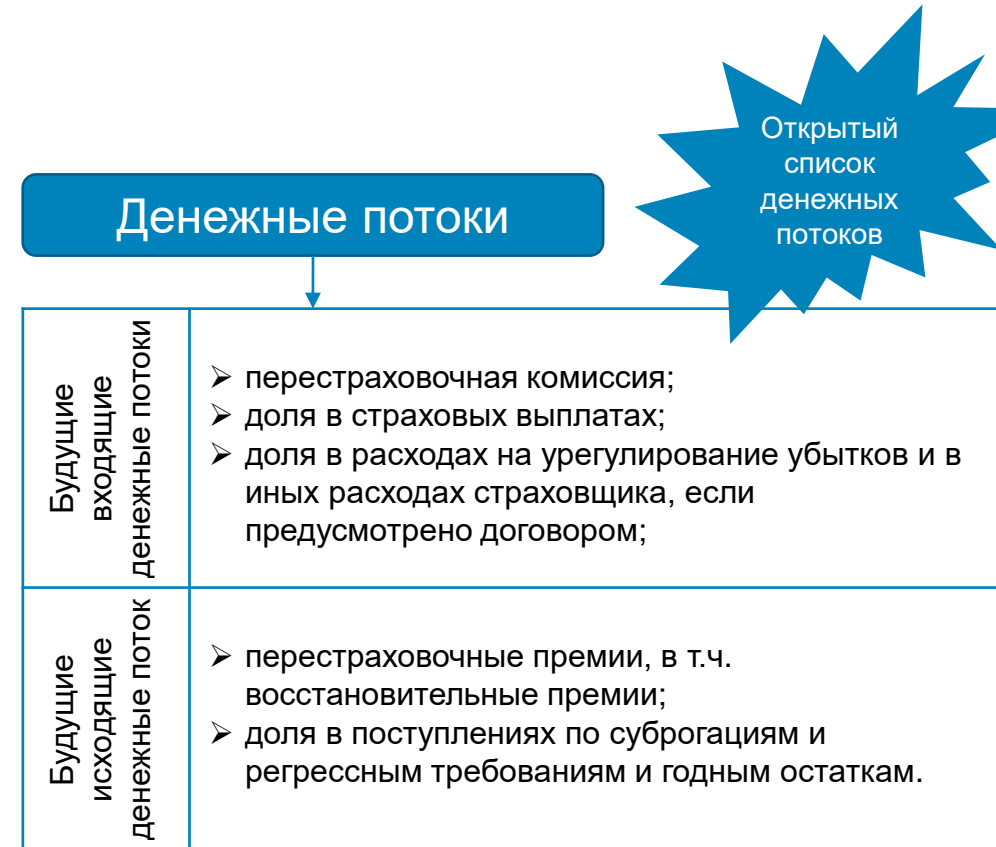 Открытый
список
денежных
потоков
Денежные потоки
Будущие
входящие
денежные потоки
➢ перестраховочная комиссия;
➢ доля в страховых выплатах;
➢ доля в расходах на урегулирование убытков и в
иных расходах страховщика, если
предусмотрено договором;
Будущие
исходящие
денежные поток
➢ перестраховочные премии, в т.ч.
восстановительные премии;
➢ доля в поступлениях по суброгациям и
регрессным требованиям и годным остаткам.